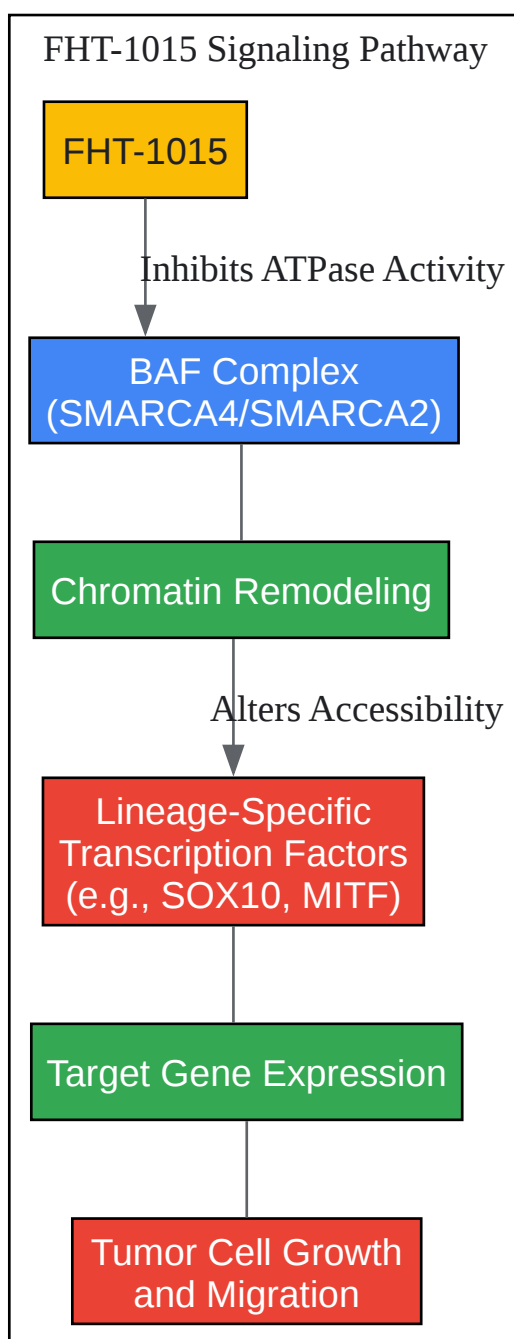 FHT-1015 Signaling Pathway
FHT-1015
Inhibits ATPase Activity
BAF Complex
(SMARCA4/SMARCA2)
Chromatin Remodeling
Alters Accessibility
Lineage-Specific
Transcription Factors
(e.g., SOX10, MITF)
Target Gene Expression
Tumor Cell Growth
and Migration